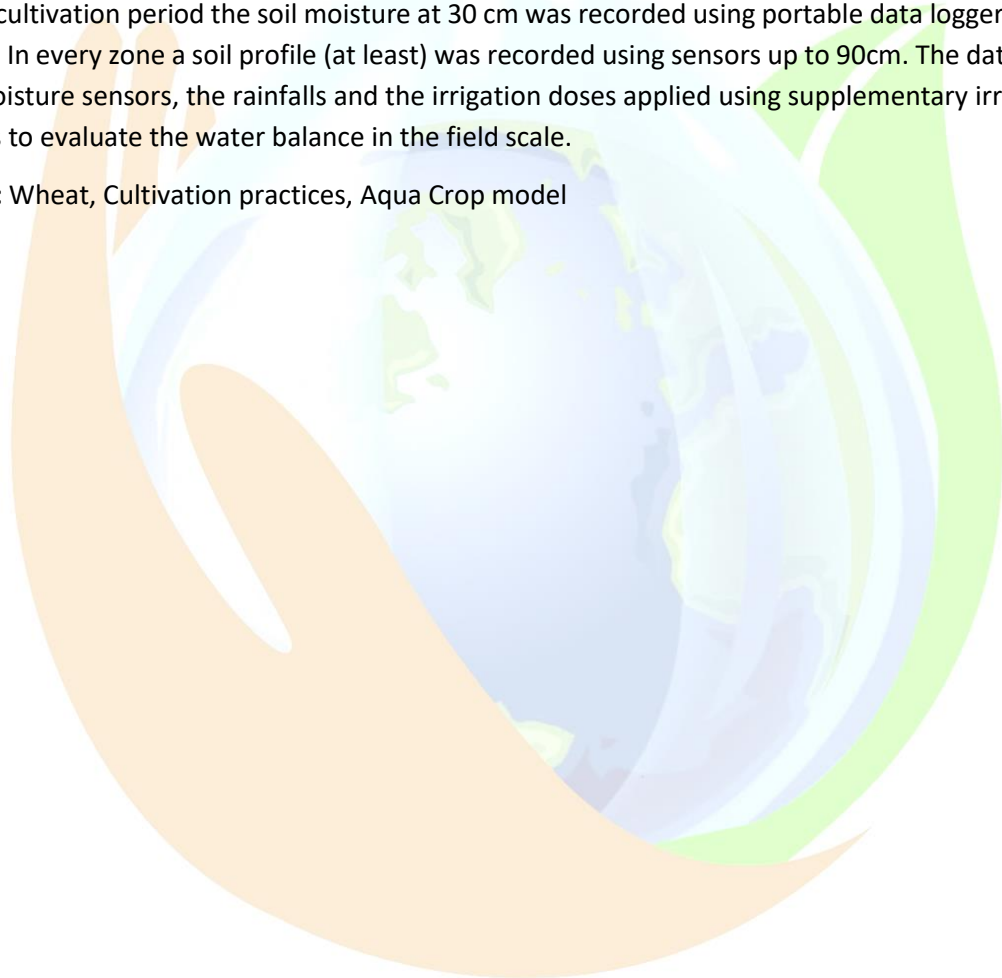 cultivation period the soil moisture at 30 cm was recorded using portable data logger
In every zone a soil profile (at least) was recorded using sensors up to 90cm. The dat
oisture sensors, the rainfalls and the irrigation doses applied using supplementary irr
to evaluate the water balance in the field scale.
: Wheat, Cultivation practices, Aqua Crop model